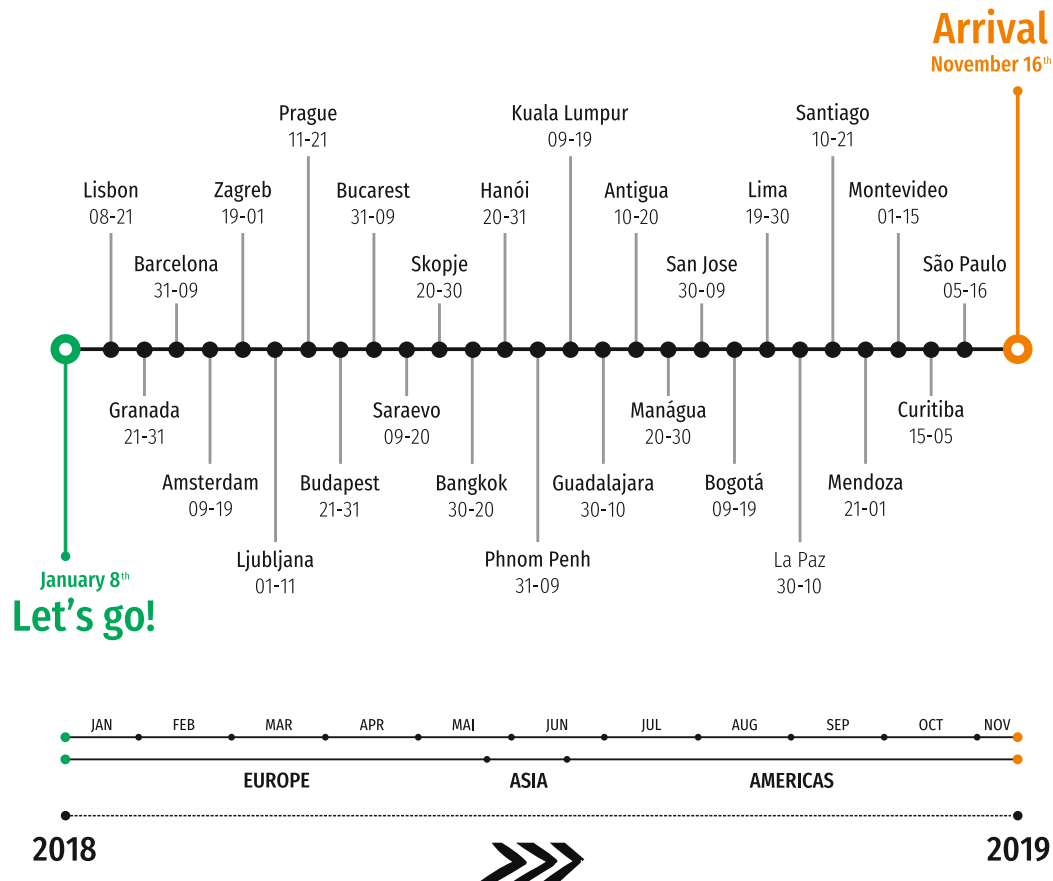 Arrival
November 16th
Prague
11-21
Kuala Lumpur
09-19
Santiago
10-21
Lisbon
08-21
Zagreb
19-01
Bucarest
31-09
Hanói
20-31
Antigua
10-20
Lima
19-30
Montevideo
01-15
Barcelona
31-09
Skopje
20-30
San Jose
30-09
São Paulo
05-16
Granada
21-31
Saraevo
09-20
Manágua
20-30
Curitiba
15-05
Amsterdam
09-19
Budapest
21-31
Bangkok
30-20
Guadalajara
30-10
Bogotá
09-19
Mendoza
21-01
Ljubljana
01-11
Phnom Penh
31-09
La Paz
30-10
January 8th
Let's go!
JAN FEB MAR APR MAI JUN JUL AUG SEP OCT NOV
EUROPE ASIA AMERICAS
2018 2019